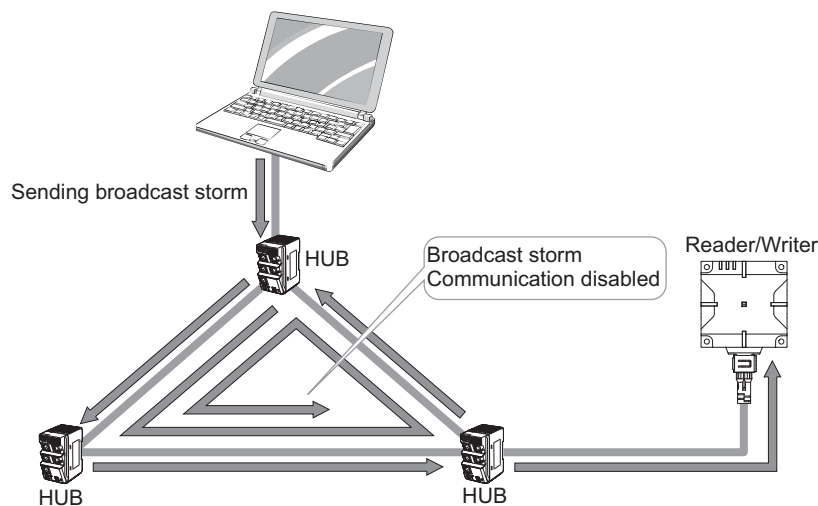 Sending broadcast storm
HUB
Broadcast storm
Communication disabled
Reader/Writer
HUB
HUB